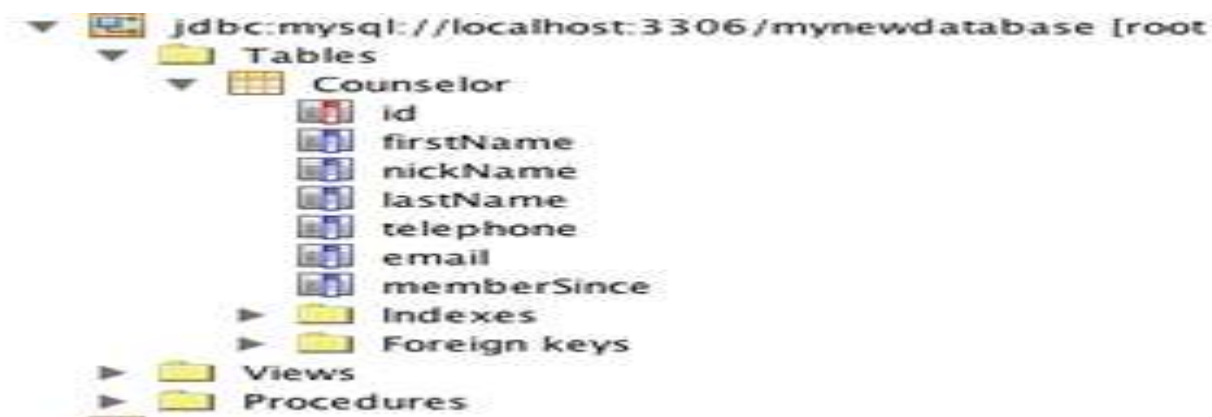 jdbc:mysql://localhost:3306/mynewdatabase [root
Tables
Counselor
id
firstName
nickName
lastName
telephone
email
memberSince
Indexes
Foreign keys
Views
Procedures